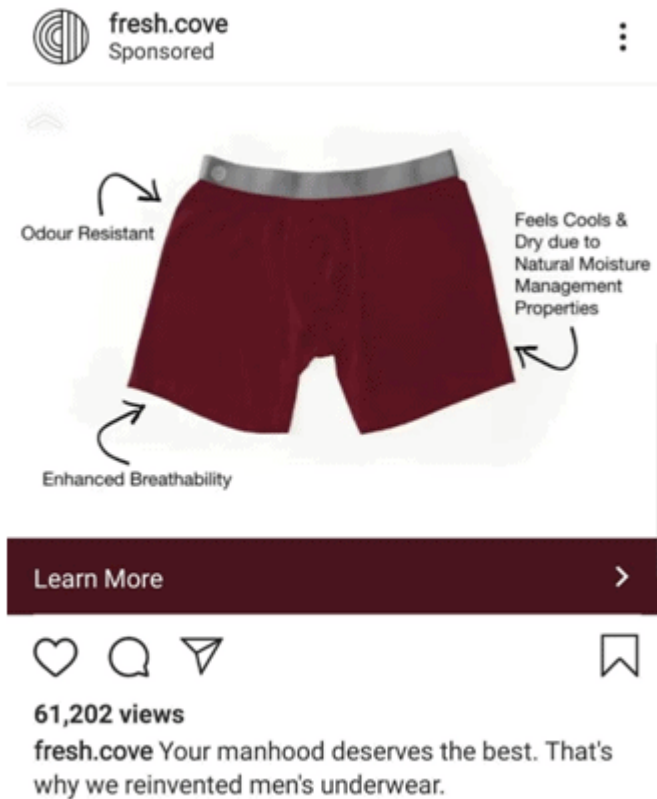 fresh.cove
Sponsored
Odour Resistant
Feels Cools &
Dry due to
Natural Moisture
Management
Properties
Enhanced Breathability
Learn More
61,202 views
fresh.cove Your manhood deserves the best. That's
why we reinvented men's underwear.